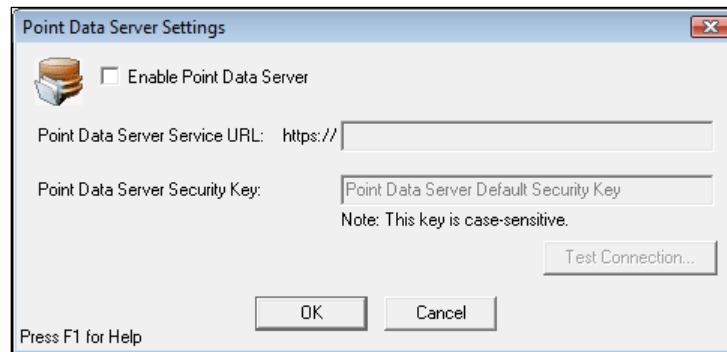 Point Data Server Settings
Enable Point Data Server
Point Data Server Service URL: https://
Point Data Server Security Key: Point Data Server Default Security Key
Note: This key is case-sensitive.
Test Connection...
OK Cancel
Press F1 for Help